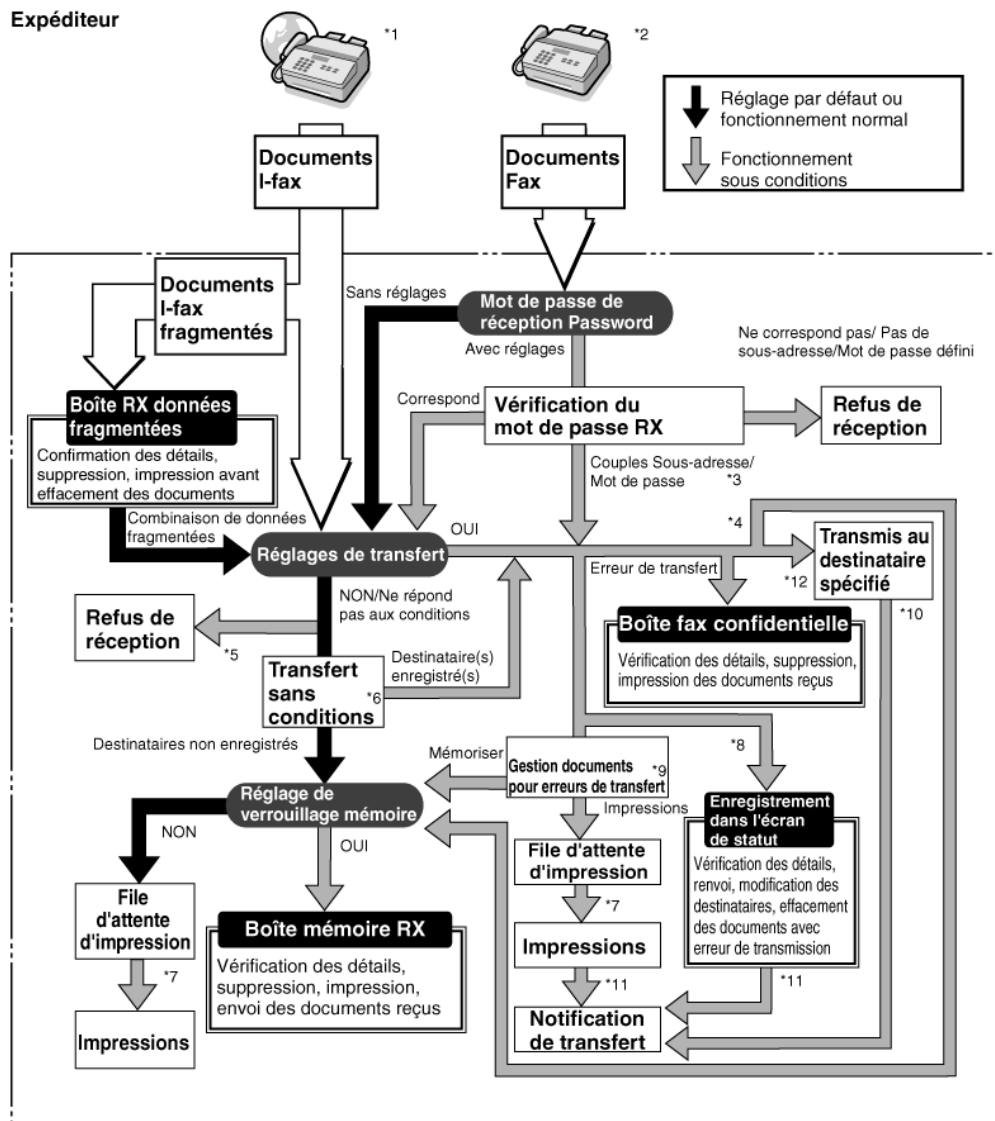 Expéditeur
*1
*2
Réglage par défaut ou
fonctionnement normal
Fonctionnement
sous conditions
Documents
I-fax
Documents
Fax
Documents
I-fax
fragmentés
Sans réglages
Mot de passe de
réception Password
Avec réglages
Ne correspond pas/ Pas de
sous-adresse/Mot de passe défini
Boîte RX données
fragmentées
Confirmation des détails,
suppression, impression avant
effacement des documents
Correspond
Vérification du
mot de passe RX
Refus de
réception
Couples Sous-adresse/
Mot de passe
*3
Combinaison de données
fragmentées
OUI
*4
Réglages de transfert
Erreur de transfert
*12
Transmis au
destinataire
spécifié
*10
NON/Ne répond
pas aux conditions
Refus de
réception
*5
Boîte fax confidentielle
Vérification des détails, suppression,
impression des documents reçus
Transfert
sans
conditions
*6
Destinataire(s)
enregistré(s)
Destinataires non enregistrés
Mémoriser
Gestion documents
pour erreurs de transfert
*9
*8
Impressions
Réglage de
verrouillage mémoire
NON
OUI
Enregistrement
dans l'écran
de statut
Vérification des détails,
renvoi, modification des
destinataires, effacement
des documents avec
erreur de transmission
File d'attente
d'impression
*7
File
d'attente
d'impression
*7
Boîte mémoire RX
Vérification des détails,
suppression, impression,
envoi des documents reçus
Impressions
*11
*11
Notification
de transfert
Impressions